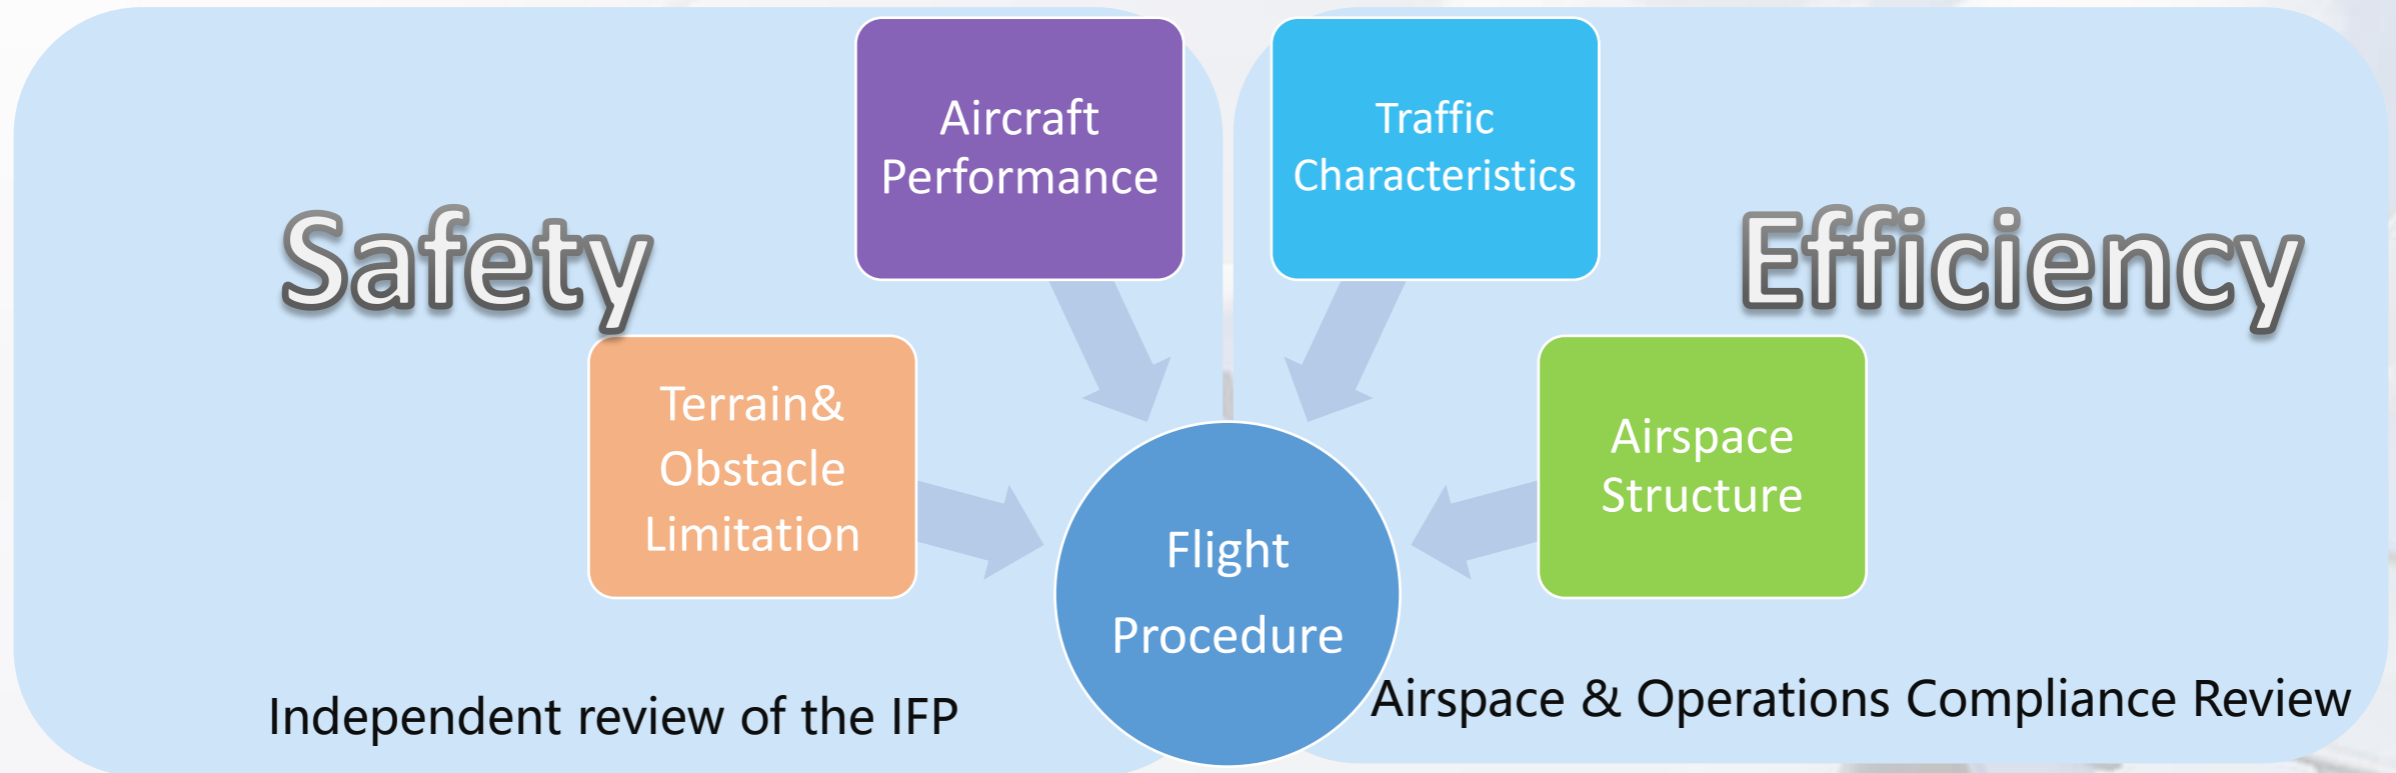 Safety
Aircraft
Performance
Terrain&
Obstacle
Limitation
Independent review of the IFP
Flight
Procedure
Traffic
Characteristics
Efficiency
Airspace
Structure
Airspace & Operations Compliance Review